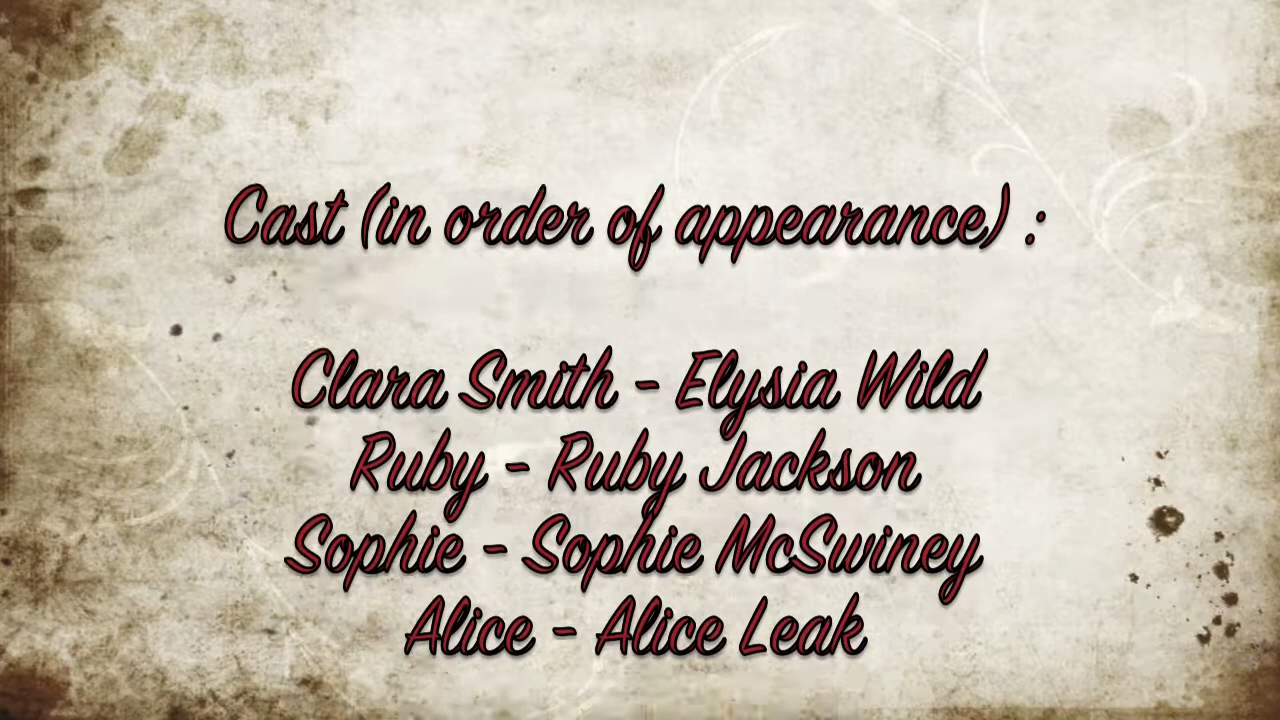 Cast (in order of appearance) :
Clara Smith - Elysia Wild
Ruby - Ruby Jackson
Sophie - Sophie McSwiney
Alice - Alice Leak